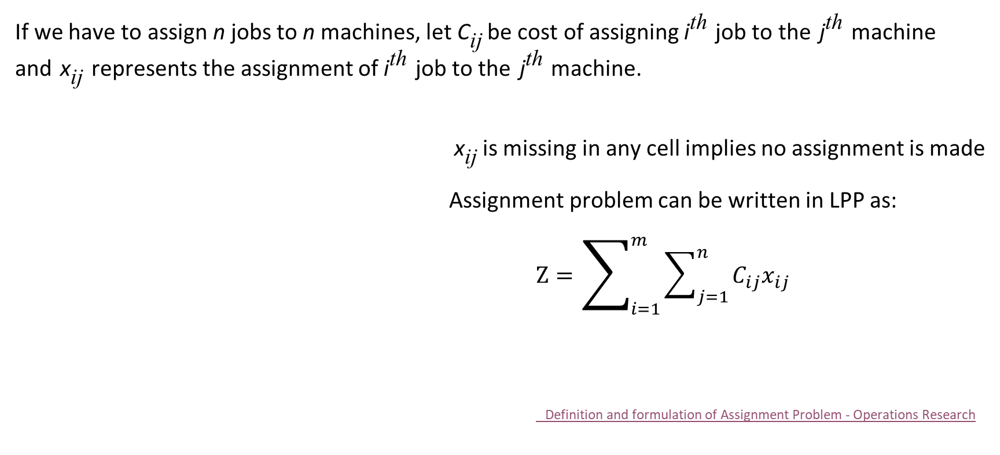 If we have to assign n jobs to n machines, let C_{ij} be cost of assigning i^{th} job to the j^{th} machine
and x_{ij} represents the assignment of i^{th} job to the j^{th} machine.
x_{ij} is missing in any cell implies no assignment is made
Assignment problem can be written in LPP as:
Z = \sum_{i=1}^{m} \sum_{j=1}^{n} C_{ij} x_{ij}
Definition and formulation of Assignment Problem - Operations Research